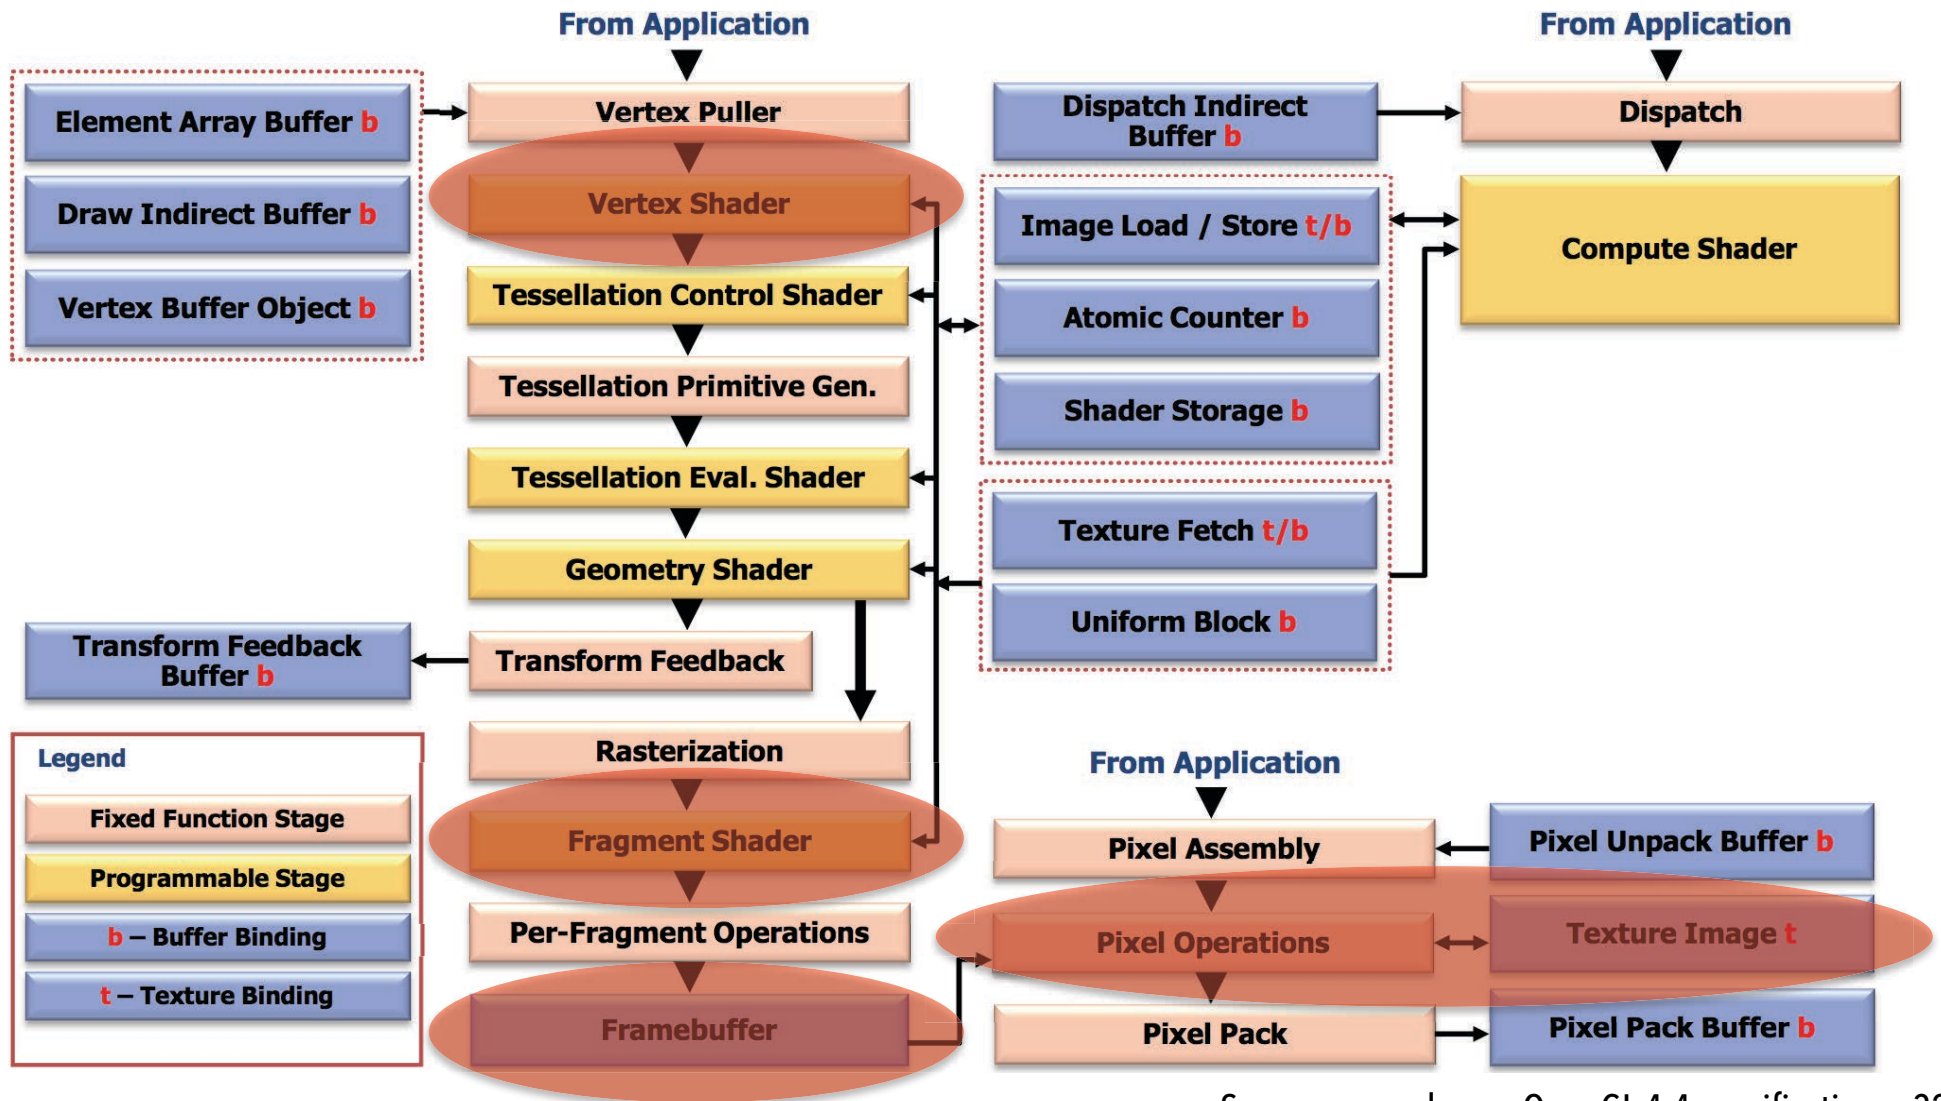 From Application
Element Array Buffer b
Draw Indirect Buffer b
Vertex Buffer Object b
Vertex Puller
Vertex Shader
Tessellation Control Shader
Tessellation Primitive Gen.
Tessellation Eval. Shader
Geometry Shader
Transform Feedback
Buffer b
Transform Feedback
Rasterization
Fragment Shader
Per-Fragment Operations
Framebuffer
Legend
Fixed Function Stage
Programmable Stage
b – Buffer Binding
t – Texture Binding
From Application
Dispatch Indirect
Buffer b
Dispatch
Image Load / Store t/b
Atomic Counter b
Shader Storage b
Compute Shader
Texture Fetch t/b
Uniform Block b
From Application
Pixel Assembly
Pixel Unpack Buffer b
Pixel Operations
Texture Image t
Pixel Pack
Pixel Pack Buffer b